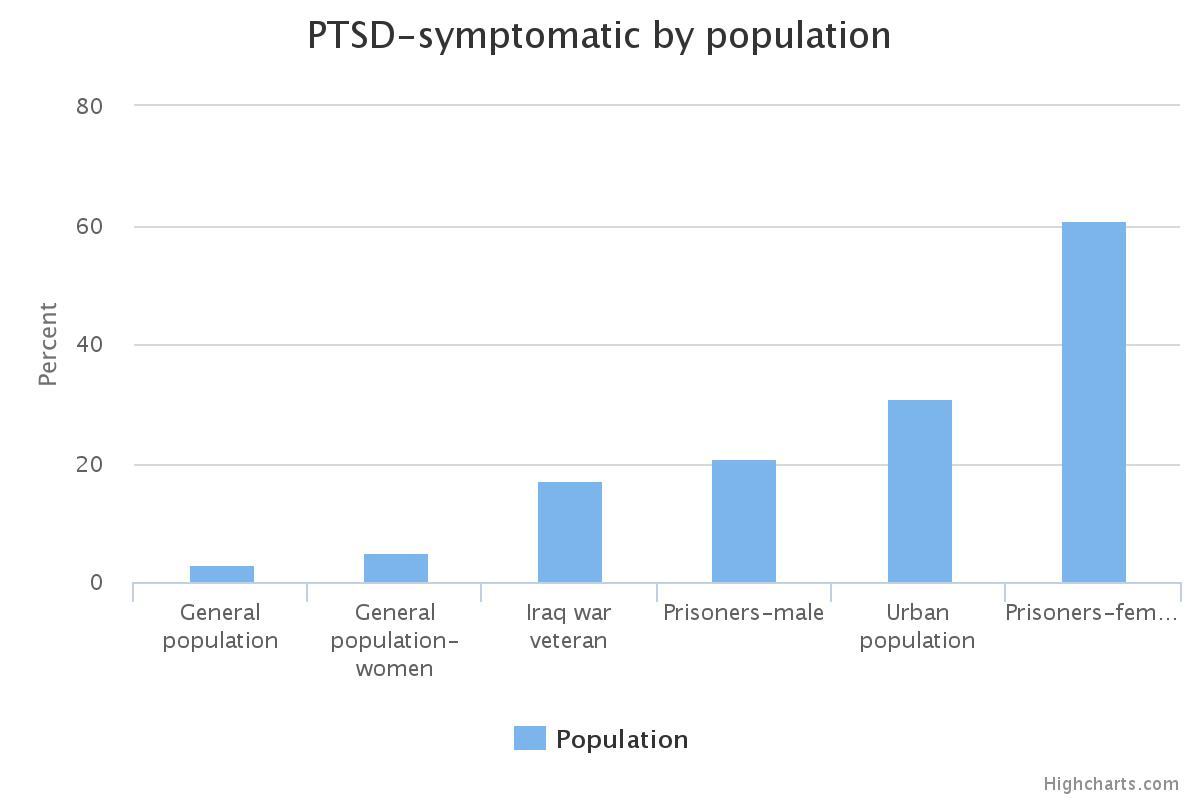 PTSD-symptomatic by population
80
60
40
20
0
Percent
General
population
General
population-
women
Iraq war
veteran
Prisoners-male
Urban
population
Prisoners-fem...
Population
Highcharts.com